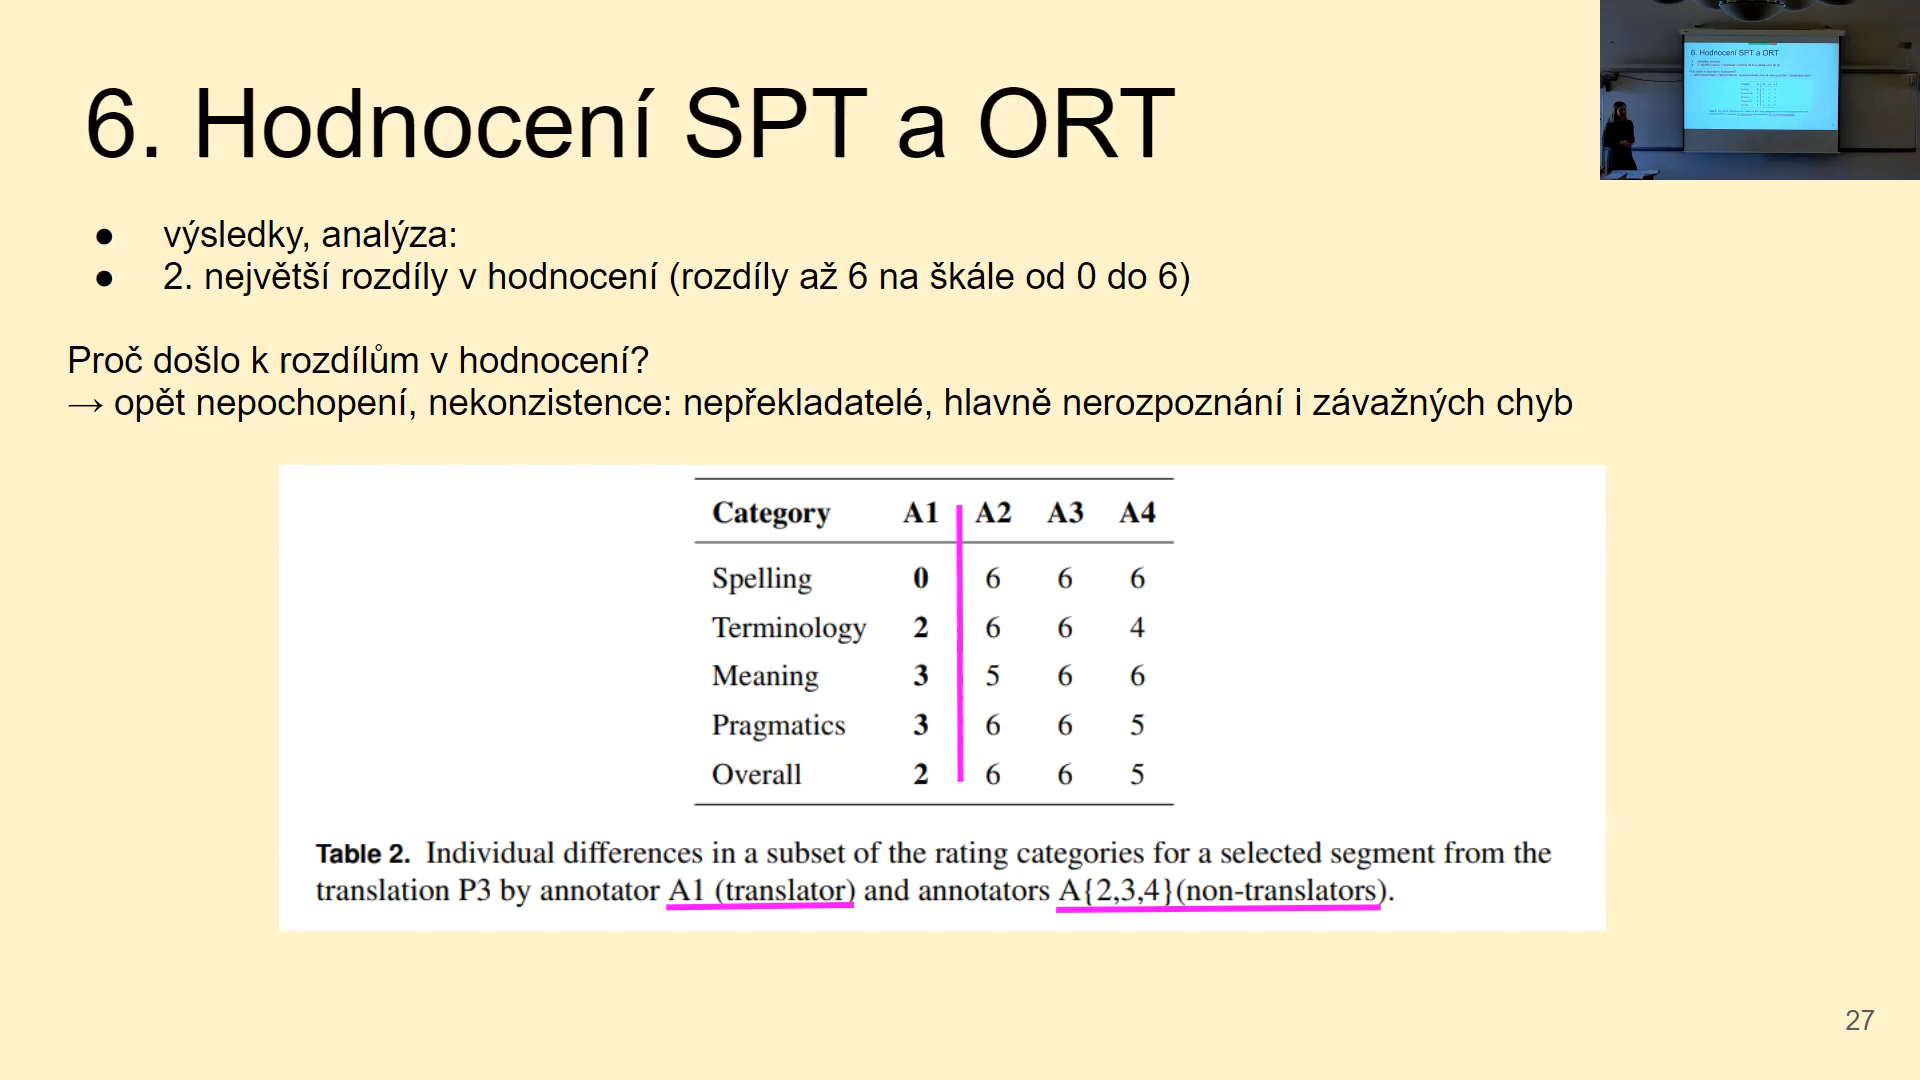 6. Hodnocení SPT a ORT
● výsledky, analýza:
● 2. největší rozdíly v hodnocení (rozdíly až 6 na škále od 0 do 6)
Proč došlo k rozdílům v hodnocení?
→ opět nepochopení, nekonzistence: nepřekladatelé, hlavně nerozpoznání i závažných chyb
Category A1 A2 A3 A4
Spelling 0 6 6 6
Terminology 2 6 6 4
Meaning 3 5 6 6
Pragmatics 3 6 6 5
Overall 2 6 6 5
Table 2. Individual differences in a subset of the rating categories for a selected segment from the
translation P3 by annotator A1 (translator) and annotators A{2,3,4}(non-translators).
27
6. Hodnocení SPT a ORT